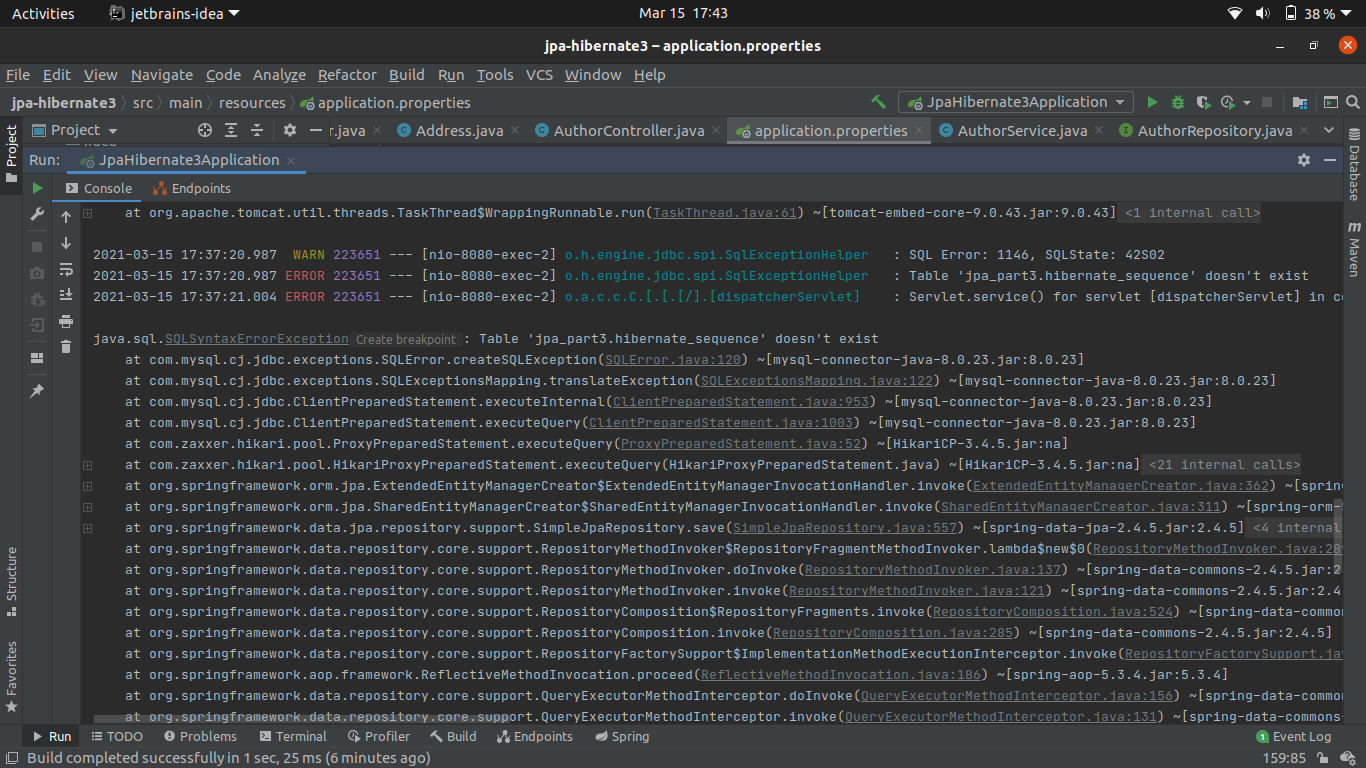 Activities
jetbrains-idea
Mar 15 17:43
38 %
jpa-hibernate3 – application.properties
File Edit View Navigate Code Analyze Refactor Build Run Tools VCS Window Help
jpa-hibernate3 src main resources application.properties
JpaHibernate3Application
Project
r.java
Address.java
AuthorController.java
application.properties
AuthorService.java
AuthorRepository.java
Run: JpaHibernate3Application
Console Endpoints
at org.apache.tomcat.util.threads.TaskThread$WrappingRunnable.run(TaskThread.java:61) ~[tomcat-embed-core-9.0.43.jar:9.0.43] <1 internal call>
2021-03-15 17:37:20.987  WARN 223651 --- [nio-8080-exec-2] o.h.engine.jdbc.spi.SqlExceptionHelper   : SQL Error: 1146, SQLState: 42S02
2021-03-15 17:37:20.987 ERROR 223651 --- [nio-8080-exec-2] o.h.engine.jdbc.spi.SqlExceptionHelper   : Table 'jpa_part3.hibernate_sequence' doesn't exist
2021-03-15 17:37:21.004 ERROR 223651 --- [nio-8080-exec-2] o.a.c.c.C.[.[.[/].[dispatcherServlet]    : Servlet.service() for servlet [dispatcherServlet] in co
java.sql.SQLSyntaxErrorException Create breakpoint : Table 'jpa_part3.hibernate_sequence' doesn't exist
at com.mysql.cj.jdbc.exceptions.SQLError.createSQLException(SQLError.java:120) ~[mysql-connector-java-8.0.23.jar:8.0.23]
at com.mysql.cj.jdbc.exceptions.SQLExceptionsMapping.translateException(SQLExceptionsMapping.java:122) ~[mysql-connector-java-8.0.23.jar:8.0.23]
at com.mysql.cj.jdbc.ClientPreparedStatement.executeInternal(ClientPreparedStatement.java:953) ~[mysql-connector-java-8.0.23.jar:8.0.23]
at com.mysql.cj.jdbc.ClientPreparedStatement.executeQuery(ClientPreparedStatement.java:1003) ~[mysql-connector-java-8.0.23.jar:8.0.23]
at com.zaxxer.hikari.pool.ProxyPreparedStatement.executeQuery(ProxyPreparedStatement.java:52) ~[HikariCP-3.4.5.jar:na]
at com.zaxxer.hikari.pool.HikariProxyPreparedStatement.executeQuery(HikariProxyPreparedStatement.java) ~[HikariCP-3.4.5.jar:na] <21 internal calls>
at org.springframework.orm.jpa.ExtendedEntityManagerCreator$ExtendedEntityManagerInvocationHandler.invoke(ExtendedEntityManagerCreator.java:362) ~[spring
at org.springframework.orm.jpa.SharedEntityManagerCreator$SharedEntityManagerInvocationHandler.invoke(SharedEntityManagerCreator.java:311) ~[spring-orm-5
at org.springframework.data.jpa.repository.support.SimpleJpaRepository.save(SimpleJpaRepository.java:557) ~[spring-data-jpa-2.4.5.jar:2.4.5] <4 internal
at org.springframework.data.repository.core.support.RepositoryMethodInvoker$RepositoryFragmentMethodInvoker.lambda$new$0(RepositoryMethodInvoker.java:289
at org.springframework.data.repository.core.support.RepositoryMethodInvoker.doInvoke(RepositoryMethodInvoker.java:137) ~[spring-data-commons-2.4.5.jar:2
at org.springframework.data.repository.core.support.RepositoryMethodInvoker.invoke(RepositoryMethodInvoker.java:121) ~[spring-data-commons-2.4.5.jar:2.4
at org.springframework.data.repository.core.support.RepositoryComposition$RepositoryFragments.invoke(RepositoryComposition.java:524) ~[spring-data-common
at org.springframework.data.repository.core.support.RepositoryComposition.invoke(RepositoryComposition.java:285) ~[spring-data-commons-2.4.5.jar:2.4.5]
at org.springframework.data.repository.core.support.RepositoryFactorySupport$ImplementationMethodExecutionInterceptor.invoke(RepositoryFactorySupport.jav
at org.springframework.aop.framework.ReflectiveMethodInvocation.proceed(ReflectiveMethodInvocation.java:186) ~[spring-aop-5.3.4.jar:5.3.4]
at org.springframework.data.repository.core.support.QueryExecutorMethodInterceptor.doInvoke(QueryExecutorMethodInterceptor.java:156) ~[spring-data-common
at org.springframework.data.repository.core.support.QueryExecutorMethodInterceptor.invoke(QueryExecutorMethodInterceptor.java:131) ~[spring-data-commons-
Project
Structure
Favorites
Database
Maven
Run TODO Problems Terminal Profiler Build Endpoints Spring
1 Event Log
Build completed successfully in 1 sec, 25 ms (6 minutes ago)
159:85